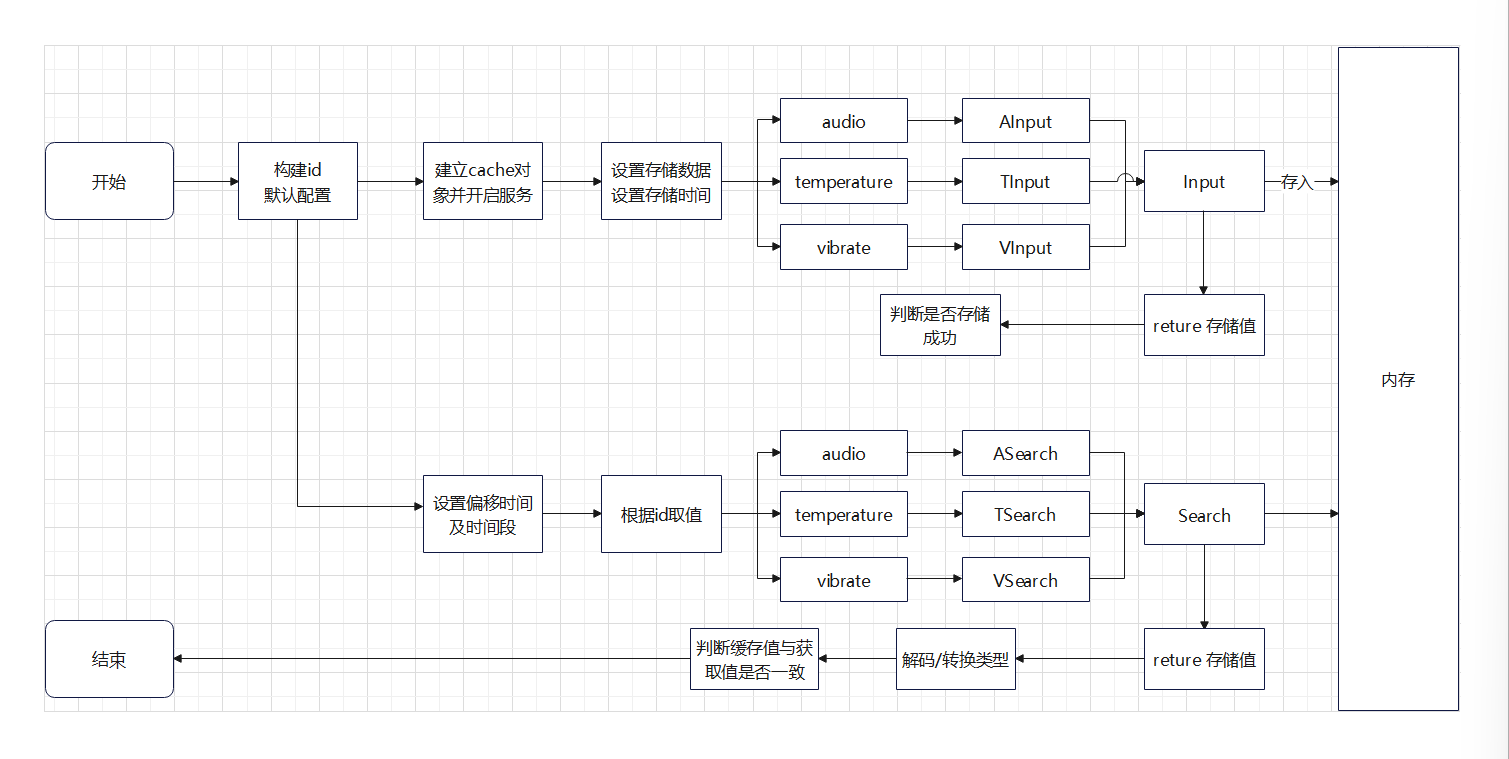 开始
构建id
默认配置
建立cache对
象并开启服务
设置存储数据
设置存储时间
audio
AInput
temperature
TInput
vibrate
VInput
Input
存入
判断是否存储
成功
reture 存储值
内存
设置偏移时间
及时间段
根据id取值
audio
ASearch
temperature
TSearch
vibrate
VSearch
Search
结束
判断缓存值与获
取值是否一致
解码/转换类型
reture 存储值